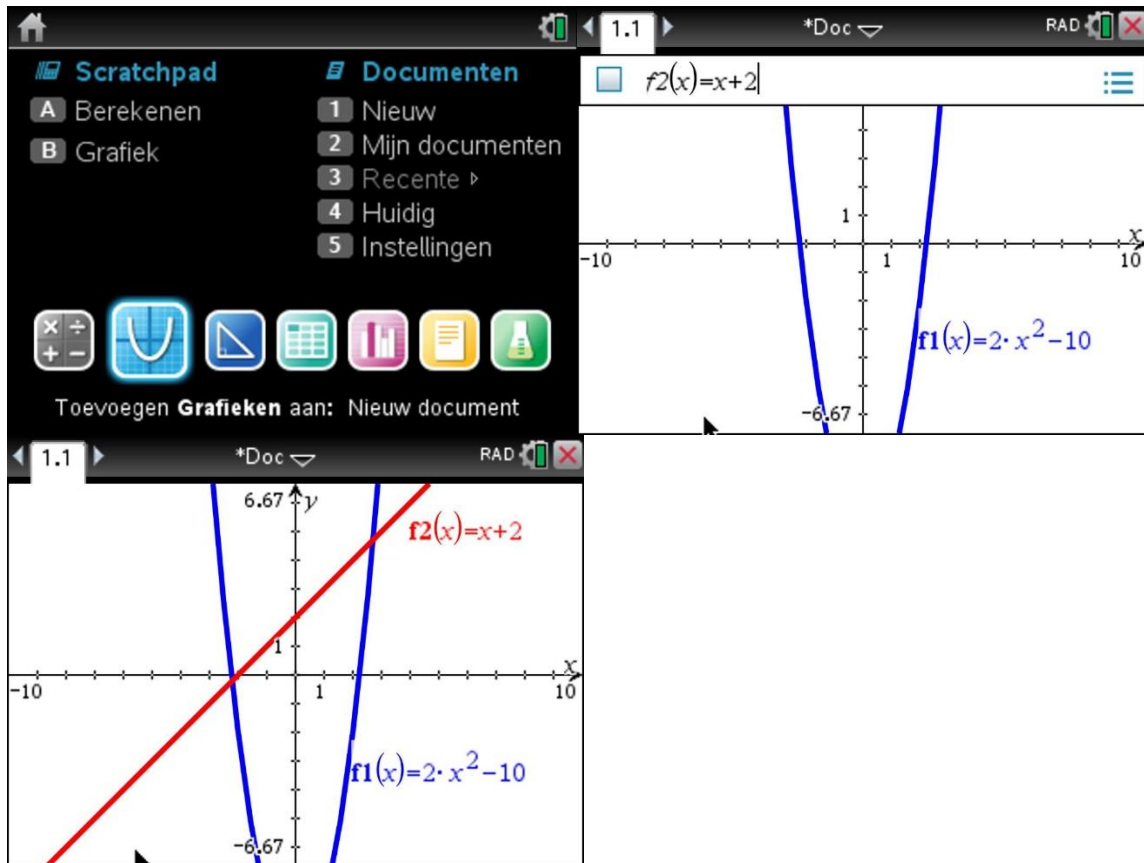 Scratchpad
A Berekenen
B Grafiek
Documenten
1 Nieuw
2 Mijn documenten
3 Recente ▹
4 Huidig
5 Instellingen
Toevoegen Grafieken aan: Nieuw document
1.1 *Doc RAD
f2(x)=x+2
1
x
-10 1 10
f1(x)=2·x²-10
-6.67
1.1 *Doc RAD
6.67 y
f2(x)=x+2
1
x
-10 1 10
f1(x)=2·x²-10
-6.67